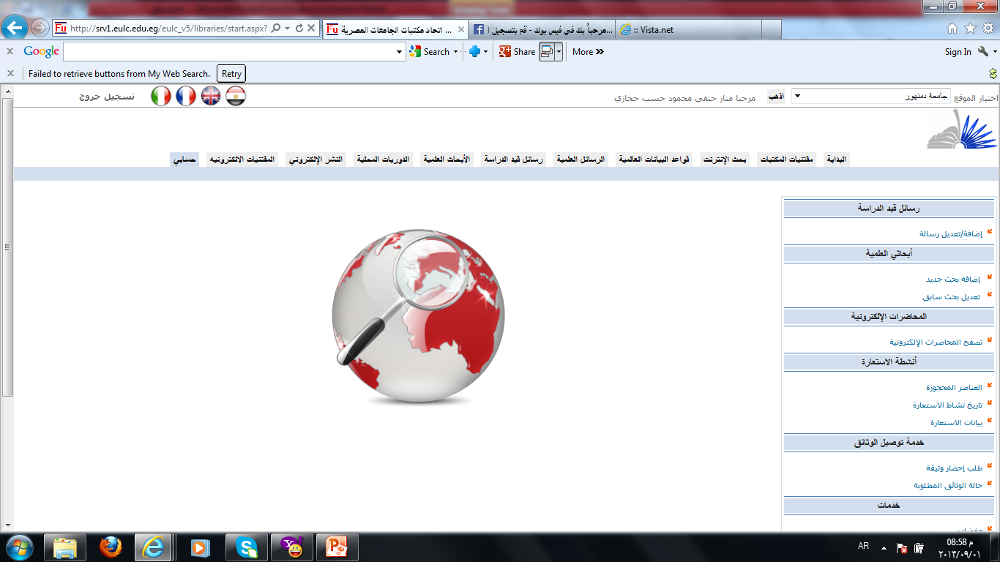 http://srv1.eulc.edu.eg/eulc_v5/libraries/start.aspx?
Fu
اتحاد مكتبات الجامعات المصرية ...
مرحباً بك في فيس بوك - قم بتسجيل ا...
:: Vista.net
Google
Search
Share
More »
Sign In
Failed to retrieve buttons from My Web Search.
Retry
اختيار الموقع
جامعة دمنهور
اذهب
مرحبا منار حنفي محمود حسب حجازي
تسجيل خروج
البداية
مقتنيات المكتبات
بحث الإنترنت
قواعد البيانات العالمية
الرسائل العلمية
رسائل قيد الدراسة
الأبحاث العلمية
الدوريات المحلية
النشر الإلكتروني
المقتنيات الالكترونيه
حسابي
رسائل قيد الدراسة
إضافة/تعديل رسالة
أبحاثي العلمية
إضافة بحث جديد
تعديل بحث سابق
المحاضرات الإلكترونية
تصفح المحاضرات الإلكترونية
أنشطة الاستعارة
العناصر المحجوزة
تاريخ نشاط الاستعارة
بيانات الاستعارة
خدمة توصيل الوثائق
طلب إحضار وثيقة
حالة الوثائق المطلوبة
خدمات
AR
08:58 م
٢٠١٣/٠٩/٠١